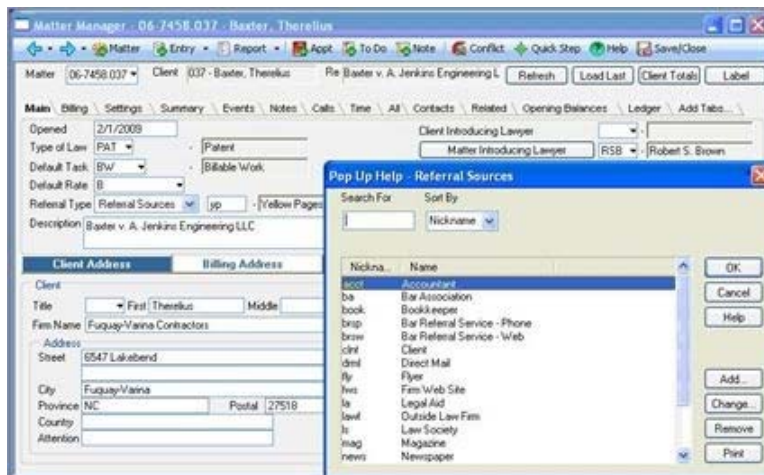 Matter Manager - 06-7458.037 - Baxter, Therelius
Matter Entry Report Appt To Do Note Conflict Quick Step Help Save/Close
Matter 06-7458.037 Client 037 - Baxter, Therelius Re Baxter v. A. Jenkins Engineering L Refresh Load Last Client Totals Label
Main Billing Settings Summary Events Notes Calls Time All Contacts Related Opening Balances Ledger Add Tabs...
Opened 2/1/2009 Client Introducing Lawyer -
Type of Law PAT - Patent Matter Introducing Lawyer RSB - Robert S. Brown
Default Task BW - Billable Work
Default Rate B
Referral Type Referral Sources yp - Yellow Pages
Description Baxter v. A. Jenkins Engineering LLC
Client Address Billing Address
Client
Title First Therelius Middle
Firm Name Fuquay-Varina Contractors
Address
Street 6547 Lakebend
City Fuquay-Varina
Province NC Postal 27518
Country
Attention
Pop Up Help - Referral Sources
Search For Sort By
Nickname
Nickna... Name
acct Accountant
ba Bar Association
book Bookkeeper
brsp Bar Referral Service - Phone
brsw Bar Referral Service - Web
clnt Client
dml Direct Mail
fly Flyer
fws Firm Web Site
la Legal Aid
lawf Outside Law Firm
ls Law Society
mag Magazine
news Newspaper
OK
Cancel
Help
Add...
Change...
Remove
Print